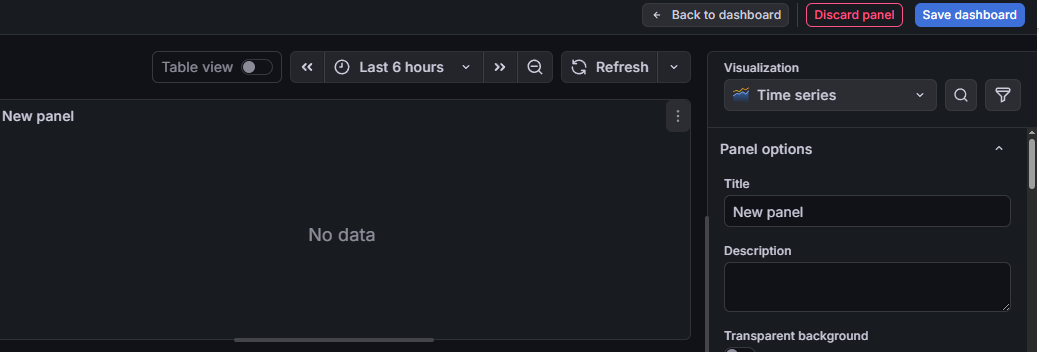 Back to dashboard
Discard panel
Save dashboard
Table view
Last 6 hours
Refresh
New panel
No data
Visualization
Time series
Panel options
Title
New panel
Description
Transparent background